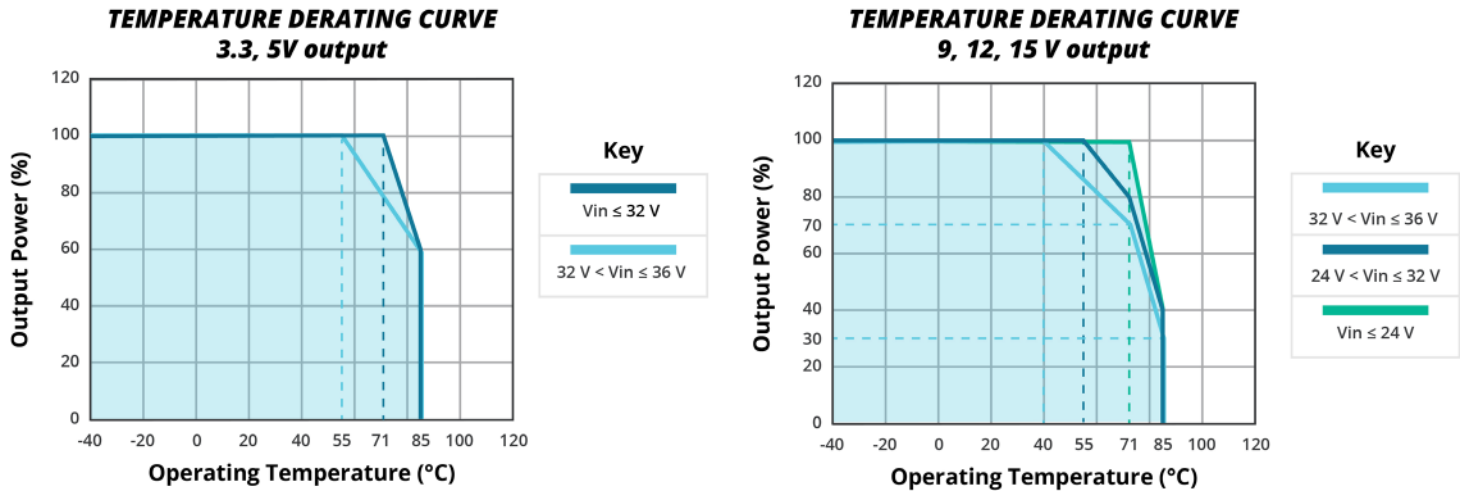 TEMPERATURE DERATING CURVE
3.3, 5V output
120
100
80
60
40
20
0
-40
-20
0
20
40
55
71
85
100
120
Output Power (%)
Operating Temperature (°C)
Key
Vin ≤ 32 V
32 V < Vin ≤ 36 V
TEMPERATURE DERATING CURVE
9, 12, 15 V output
120
100
80
70
60
40
30
20
0
-40
-20
0
20
40
55
71
85
100
120
Output Power (%)
Operating Temperature (°C)
Key
32 V < Vin ≤ 36 V
24 V < Vin ≤ 32 V
Vin ≤ 24 V